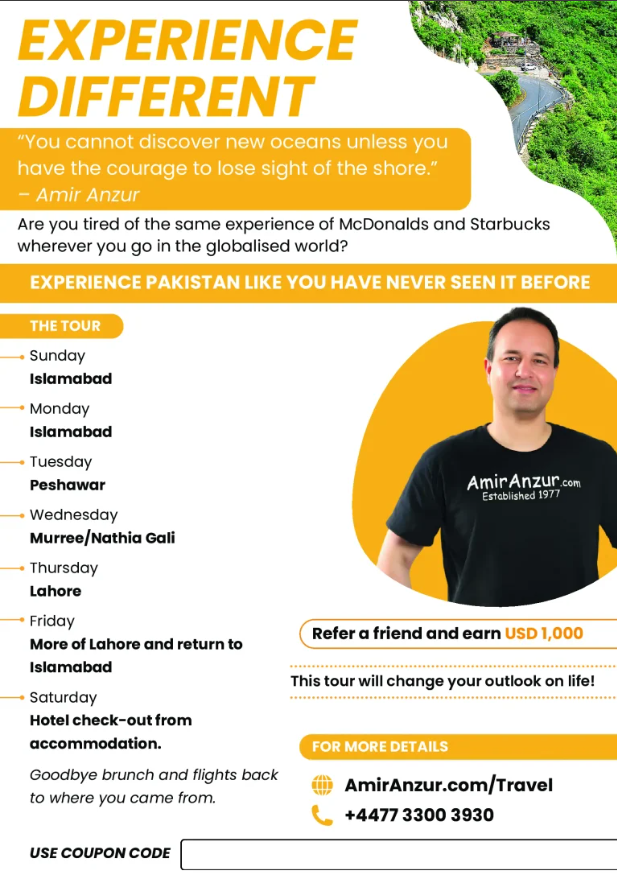 EXPERIENCE
DIFFERENT
“You cannot discover new oceans unless you
have the courage to lose sight of the shore.”
– Amir Anzur
Are you tired of the same experience of McDonalds and Starbucks
wherever you go in the globalised world?
EXPERIENCE PAKISTAN LIKE YOU HAVE NEVER SEEN IT BEFORE
THE TOUR
Sunday
Islamabad
Monday
Islamabad
Tuesday
Peshawar
Wednesday
Murree/Nathia Gali
Thursday
Lahore
Friday
More of Lahore and return to
Islamabad
Saturday
Hotel check-out from
accommodation.
Goodbye brunch and flights back
to where you came from.
AmirAnzur.com
Established 1977
Refer a friend and earn USD 1,000
This tour will change your outlook on life!
FOR MORE DETAILS
AmirAnzur.com/Travel
+4477 3300 3930
USE COUPON CODE